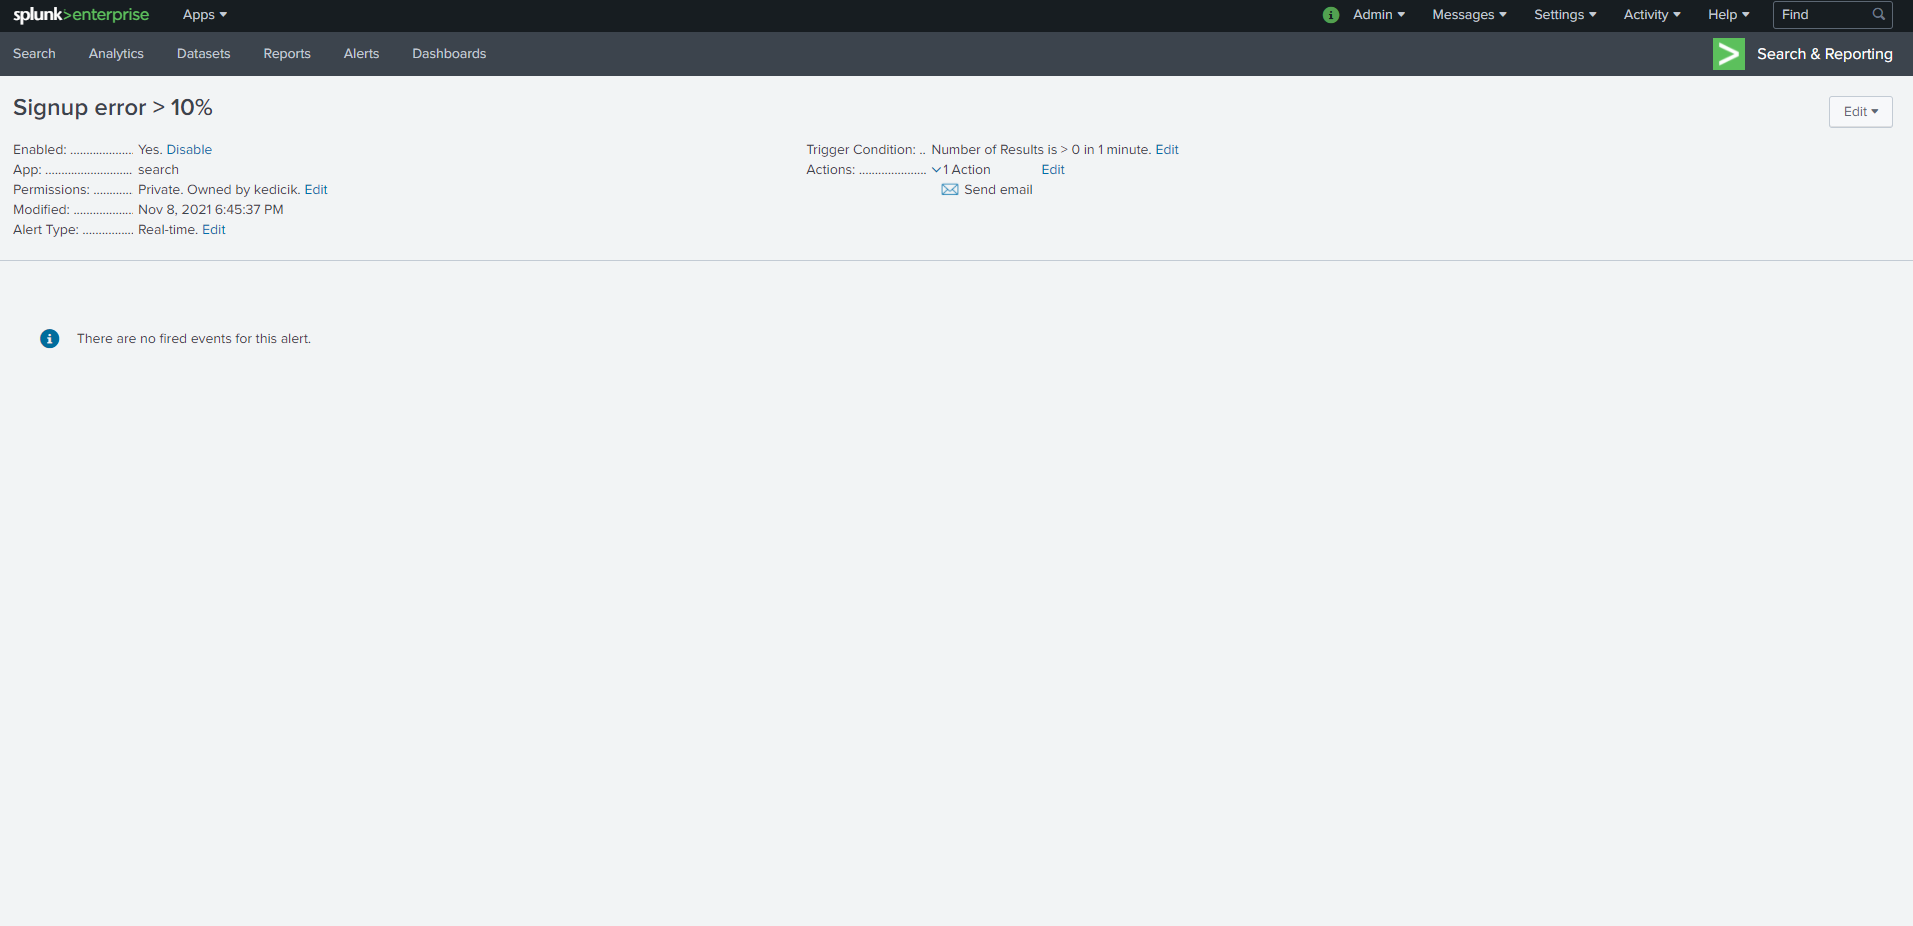 splunk>enterprise Apps Admin Messages Settings Activity Help Find
Search Analytics Datasets Reports Alerts Dashboards Search & Reporting
Signup error > 10%
Edit
Enabled: ................... Yes. Disable
App: .......................... search
Permissions: ............ Private. Owned by kedicik. Edit
Modified: .................. Nov 8, 2021 6:45:37 PM
Alert Type: ................ Real-time. Edit
Trigger Condition: .. Number of Results is > 0 in 1 minute. Edit
Actions: ..................... 1 Action Edit
Send email
There are no fired events for this alert.